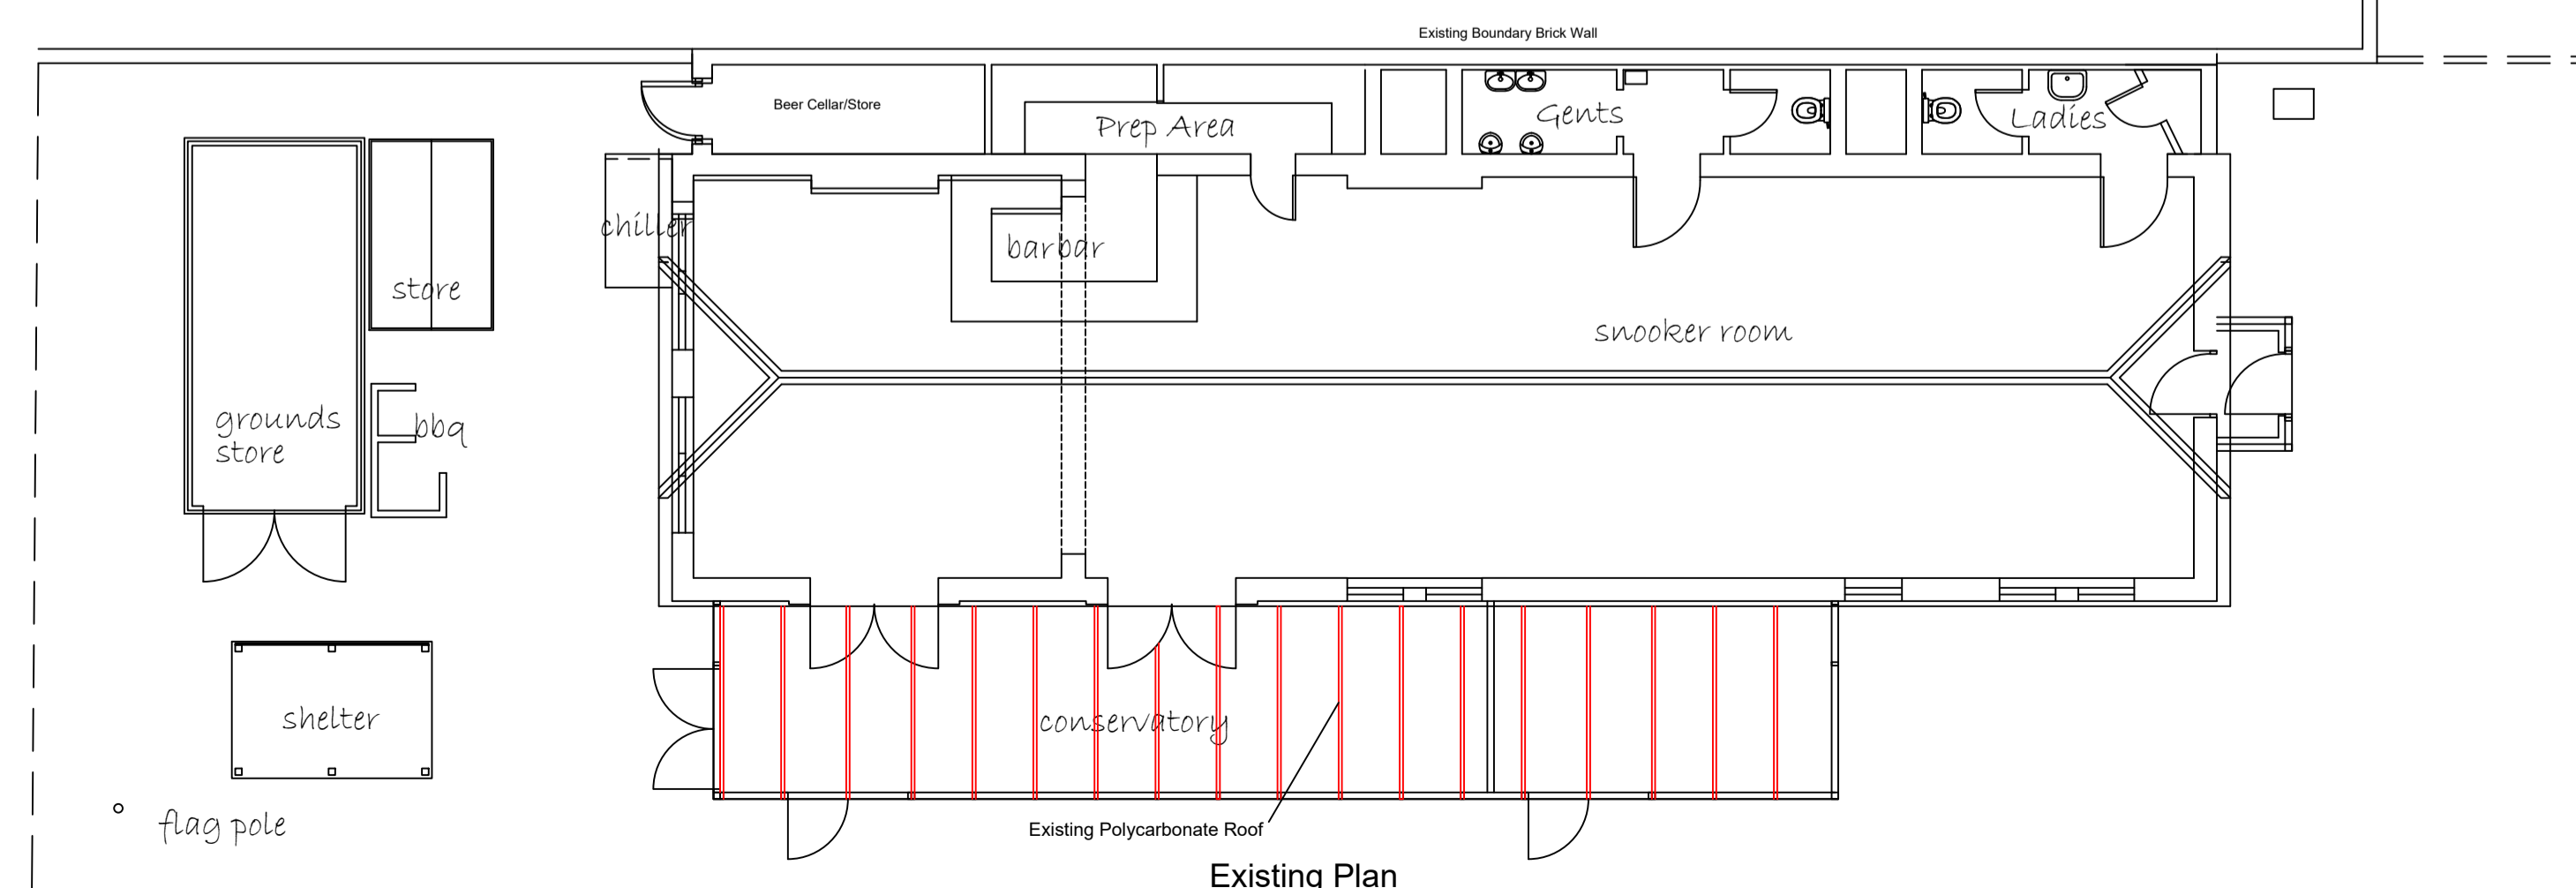 Existing Boundary Brick Wall
Beer Cellar/Store
Prep Area
Gents
Ladies
chiller
store
barbar
snooker room
grounds
store
bbq
shelter
conservatory
flag pole
Existing Polycarbonate Roof
Existing Plan